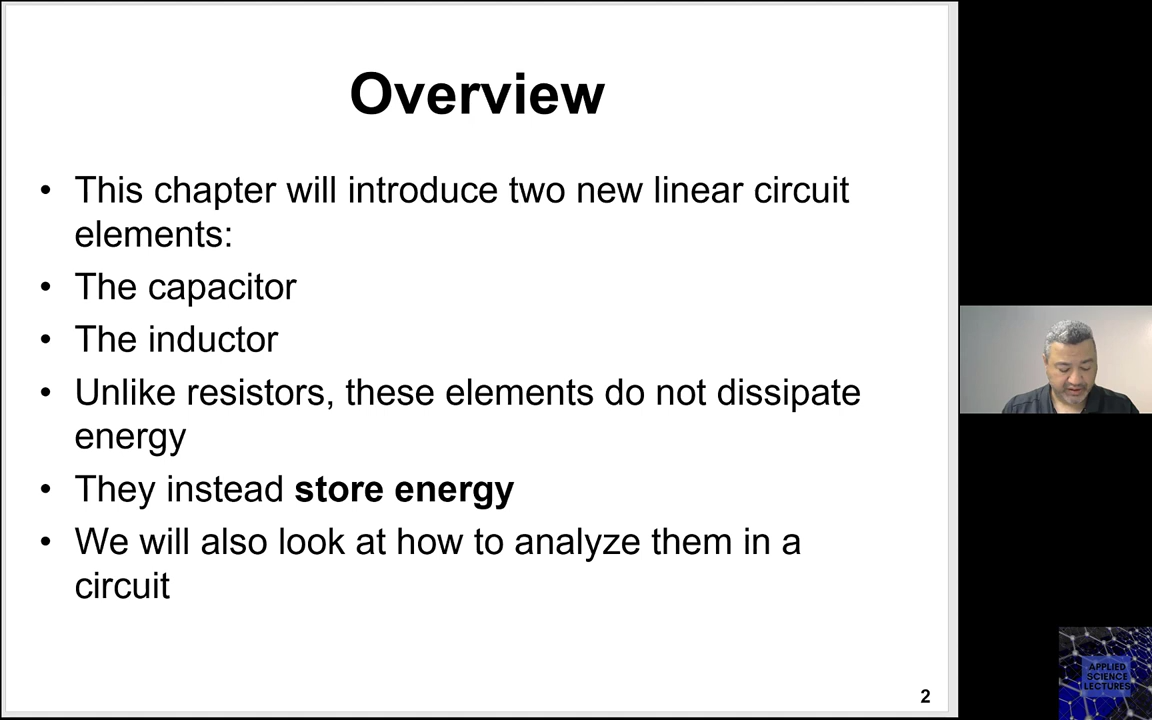 Overview
• This chapter will introduce two new linear circuit
elements:
• The capacitor
• The inductor
• Unlike resistors, these elements do not dissipate
energy
• They instead store energy
• We will also look at how to analyze them in a
circuit
2
APPLIED
SCIENCE
LECTURES